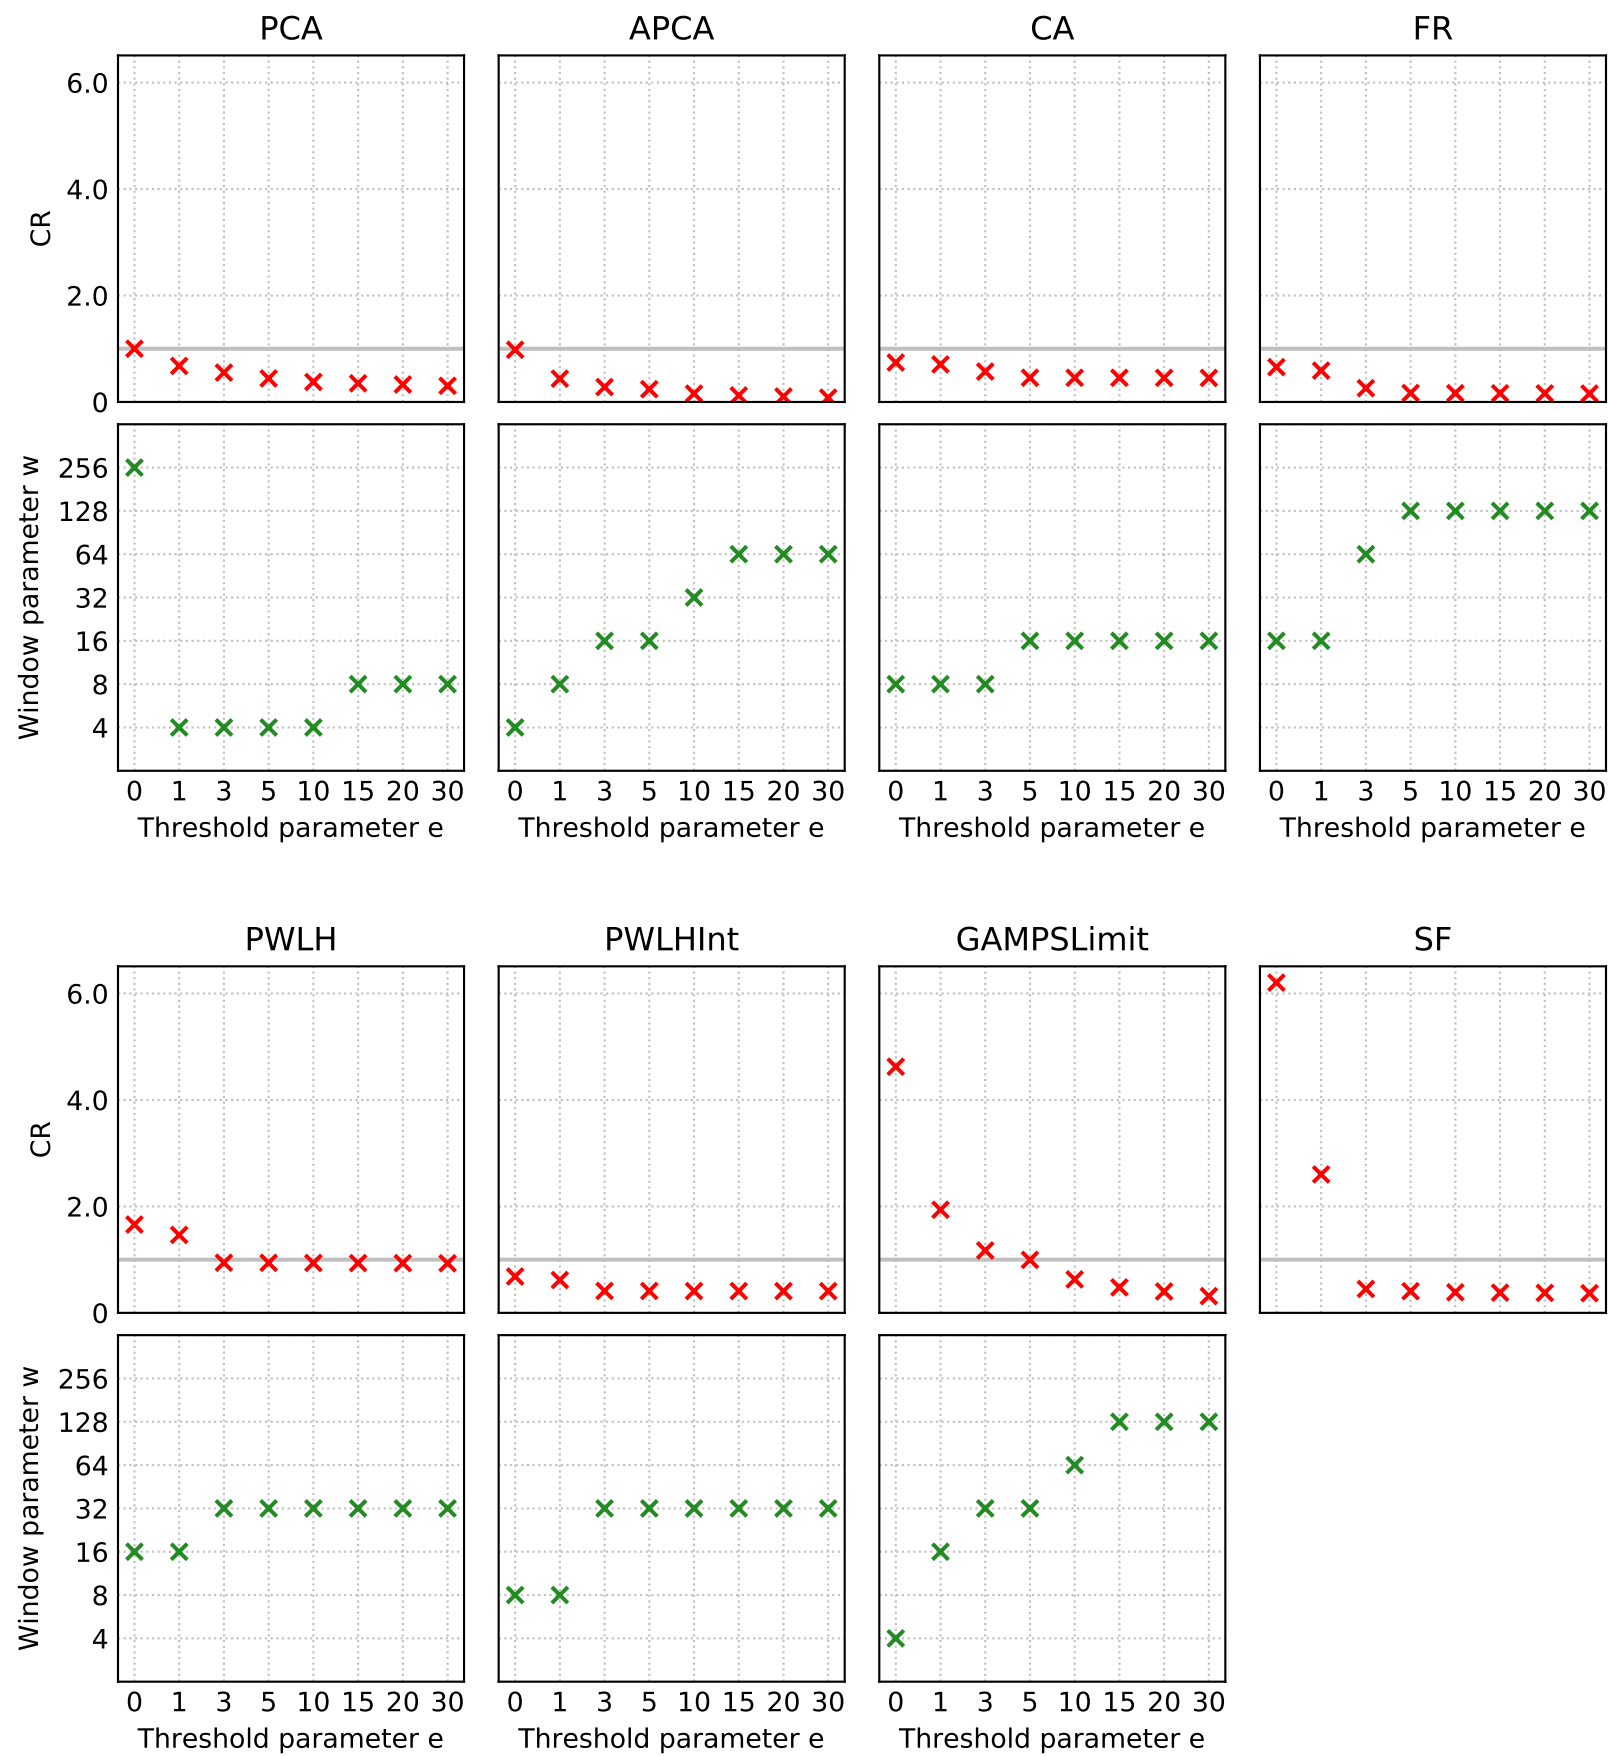 PCA APCA CA FR
6.0
4.0
2.0
0
CR
256
128
64
32
16
8
4
Window parameter w
0 1 3 5 10 15 20 30 0 1 3 5 10 15 20 30 0 1 3 5 10 15 20 30 0 1 3 5 10 15 20 30
Threshold parameter e Threshold parameter e Threshold parameter e Threshold parameter e
PWLH PWLHInt GAMPSLimit SF
6.0
4.0
2.0
0
CR
256
128
64
32
16
8
4
Window parameter w
0 1 3 5 10 15 20 30 0 1 3 5 10 15 20 30 0 1 3 5 10 15 20 30
Threshold parameter e Threshold parameter e Threshold parameter e